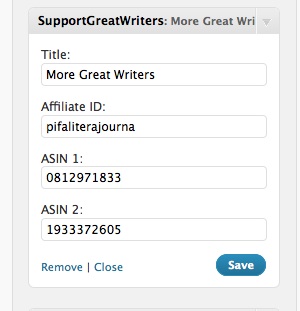 SupportGreatWriters: More Great Wri
Title:
More Great Writers
Affiliate ID:
pifaliterajourna
ASIN 1:
0812971833
ASIN 2:
1933372605
Remove | Close
Save